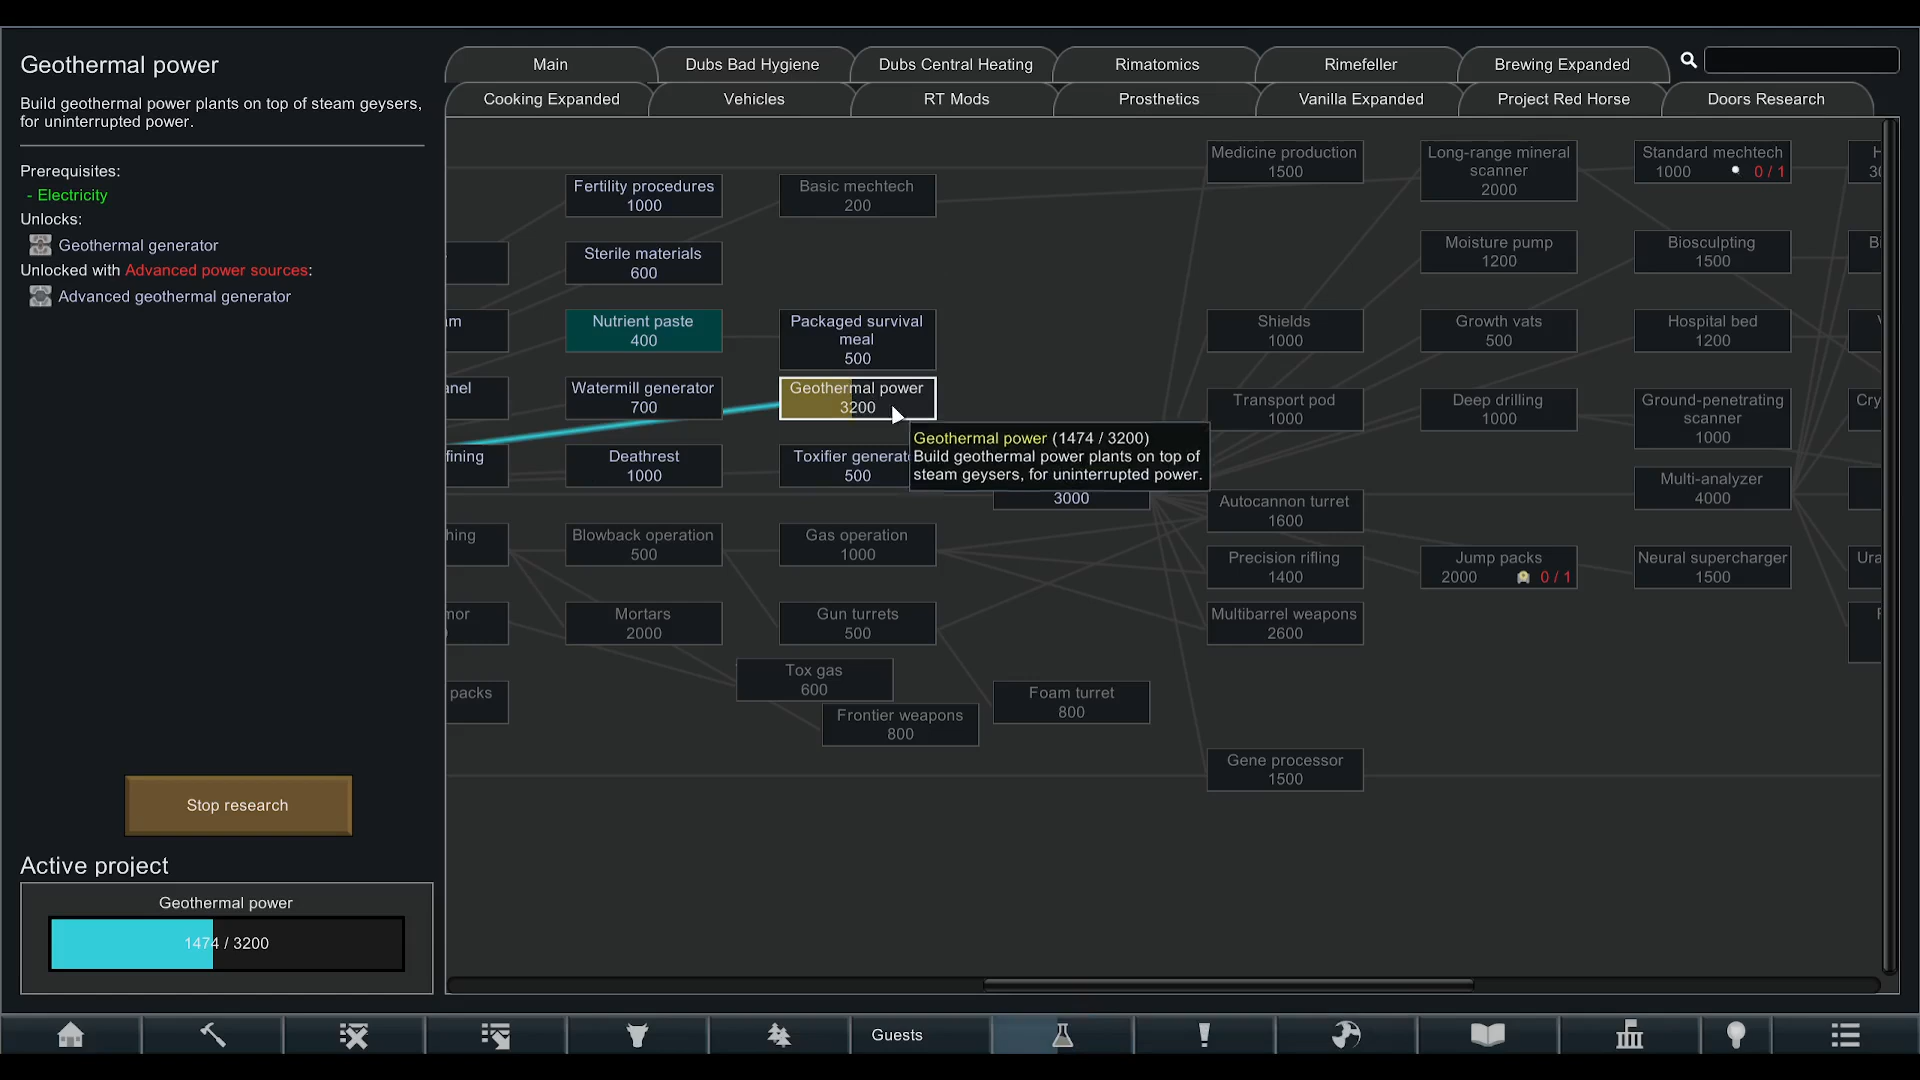 Geothermal power
Build geothermal power plants on top of steam geysers,
for uninterrupted power.
Prerequisites:
- Electricity
Unlocks:
Geothermal generator
Unlocked with Advanced power sources:
Advanced geothermal generator
Stop research
Active project
Geothermal power
1474 / 3200
Main
Dubs Bad Hygiene
Dubs Central Heating
Rimatomics
Rimefeller
Brewing Expanded
Cooking Expanded
Vehicles
RT Mods
Prosthetics
Vanilla Expanded
Project Red Horse
Doors Research
Fertility procedures
1000
Basic mechtech
200
Medicine production
1500
Long-range mineral
scanner
2000
Standard mechtech
1000 0 / 1
H
30
Sterile materials
600
Moisture pump
1200
Biosculpting
1500
Bi
m
Nutrient paste
400
Packaged survival
meal
500
Shields
1000
Growth vats
500
Hospital bed
1200
anel
Watermill generator
700
Geothermal power
3200
Transport pod
1000
Deep drilling
1000
Ground-penetrating
scanner
1000
Cry
Geothermal power (1474 / 3200)
Build geothermal power plants on top of
steam geysers, for uninterrupted power.
fining
Deathrest
1000
Toxifier generat
500
3000
Autocannon turret
1600
Multi-analyzer
4000
hing
Blowback operation
500
Gas operation
1000
Precision rifling
1400
Jump packs
2000 0 / 1
Neural supercharger
1500
Ura
mor
Mortars
2000
Gun turrets
500
Multibarrel weapons
2600
Tox gas
600
packs
Frontier weapons
800
Foam turret
800
Gene processor
1500
Guests